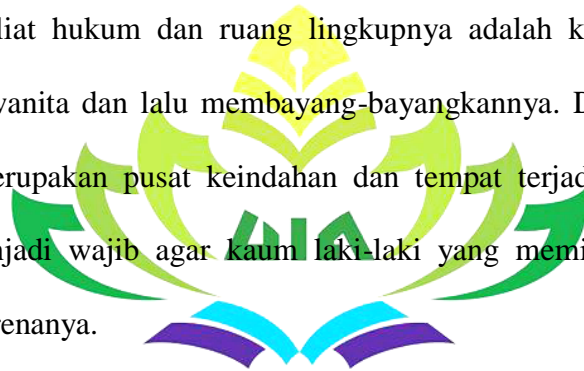 liat hukum dan ruang lingkupnya adalah k
anita dan lalu membayang-bayangkannya. D
erupakan pusat keindahan dan tempat terjad
njadi wajib agar kaum laki-laki yang memi
renanya.